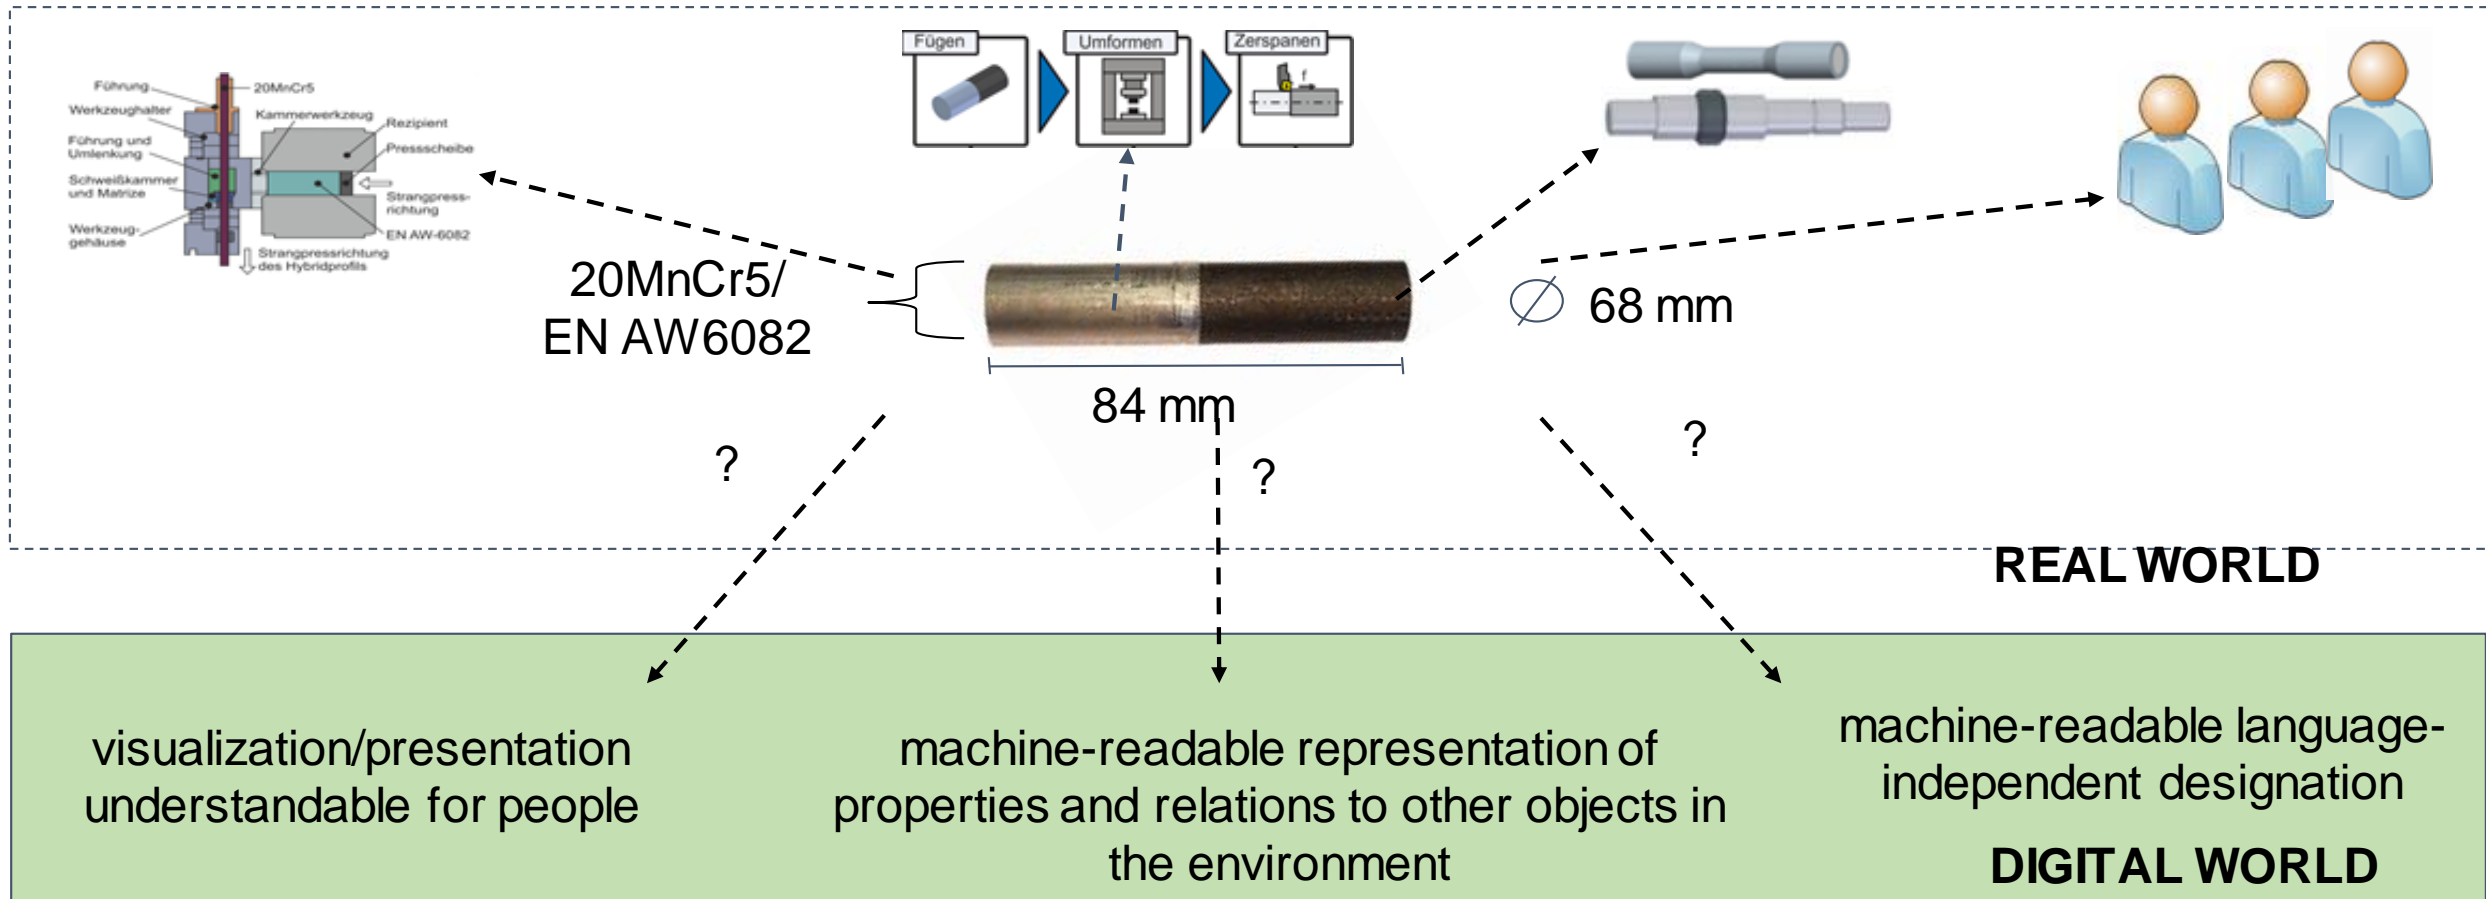 Führung
20MnCr5
Werkzeughalter
Kammerwerkzeug
Rezipient
Führung und
Umlenkung
Pressscheibe
Schweißkammer
und Matrize
Strangpress-
richtung
Werkzeug-
gehäuse
EN AW-6082
Strangpressrichtung
des Hybridprofils
Fügen
Umformen
Zerspanen
f
20MnCr5/
EN AW6082
84 mm
68 mm
?
?
?
REAL WORLD
visualization/presentation
understandable for people
machine-readable representation of
properties and relations to other objects in
the environment
machine-readable language-
independent designation
DIGITAL WORLD